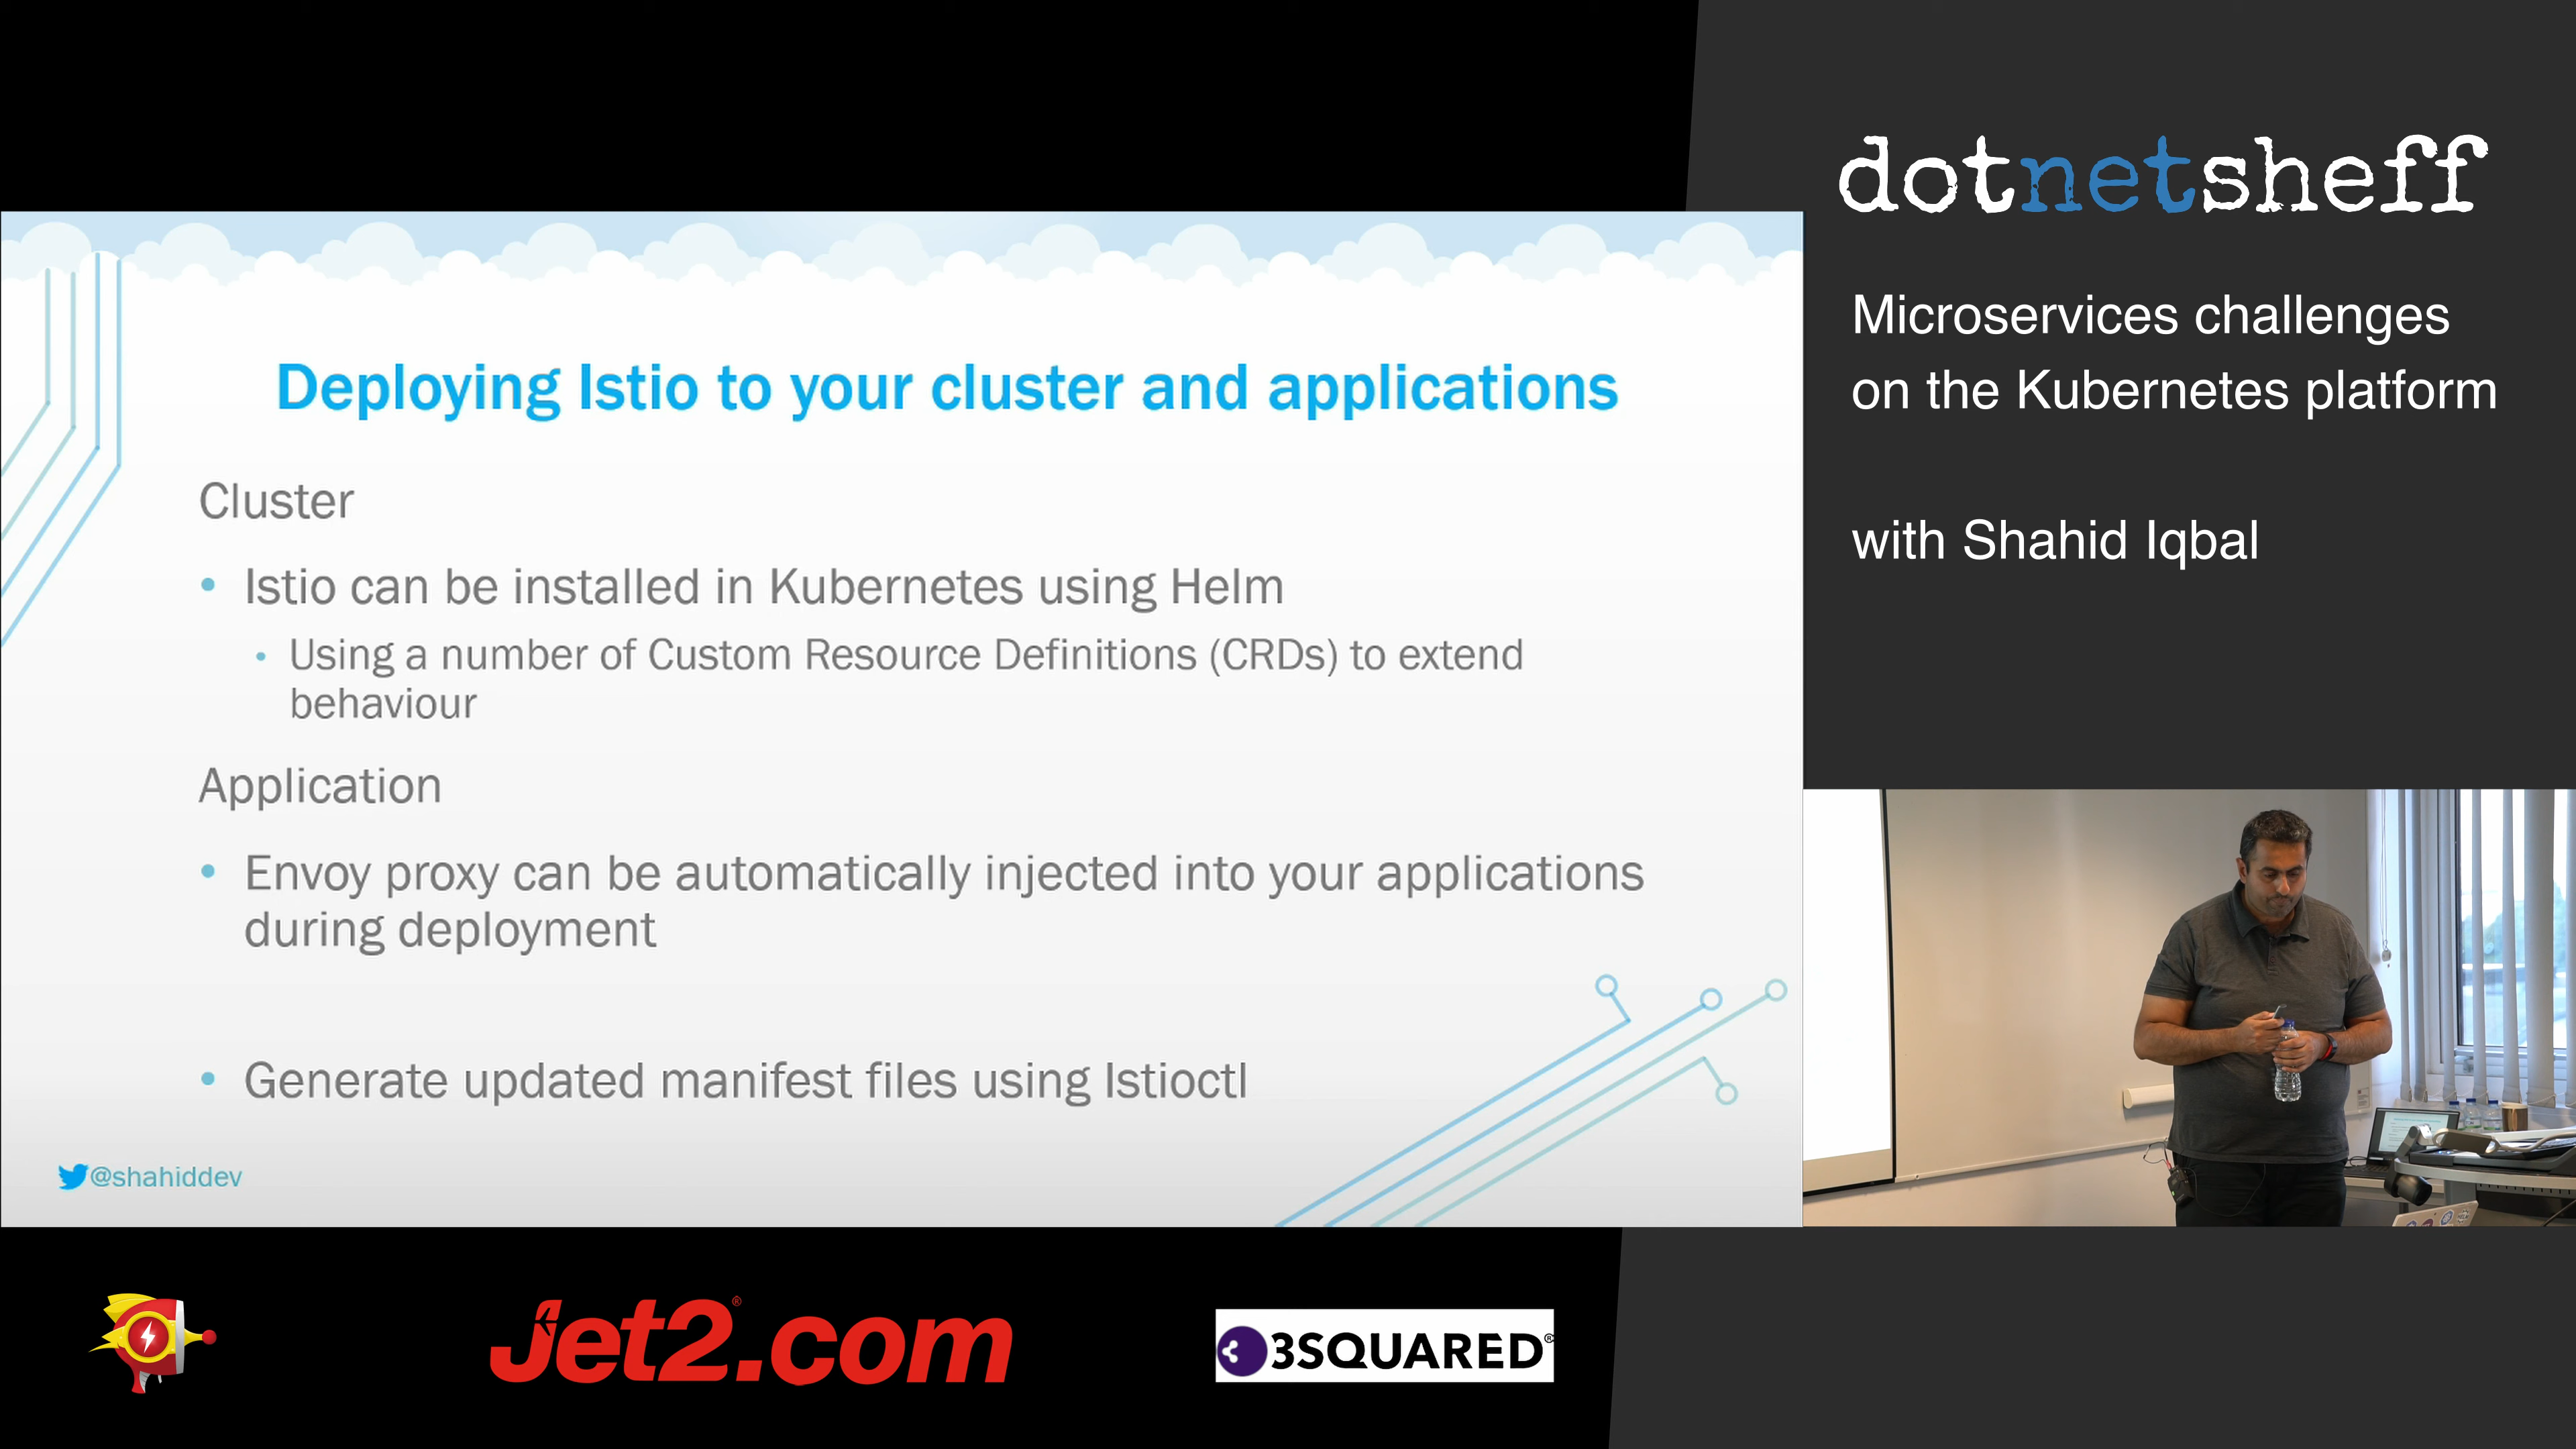 dotnetsheff
Microservices challenges
on the Kubernetes platform
with Shahid Iqbal
Deploying Istio to your cluster and applications
Cluster
• Istio can be installed in Kubernetes using Helm
• Using a number of Custom Resource Definitions (CRDs) to extend
behaviour
Application
• Envoy proxy can be automatically injected into your applications
during deployment
• Generate updated manifest files using Istioctl
@shahiddev
Jet2.com®
3SQUARED®